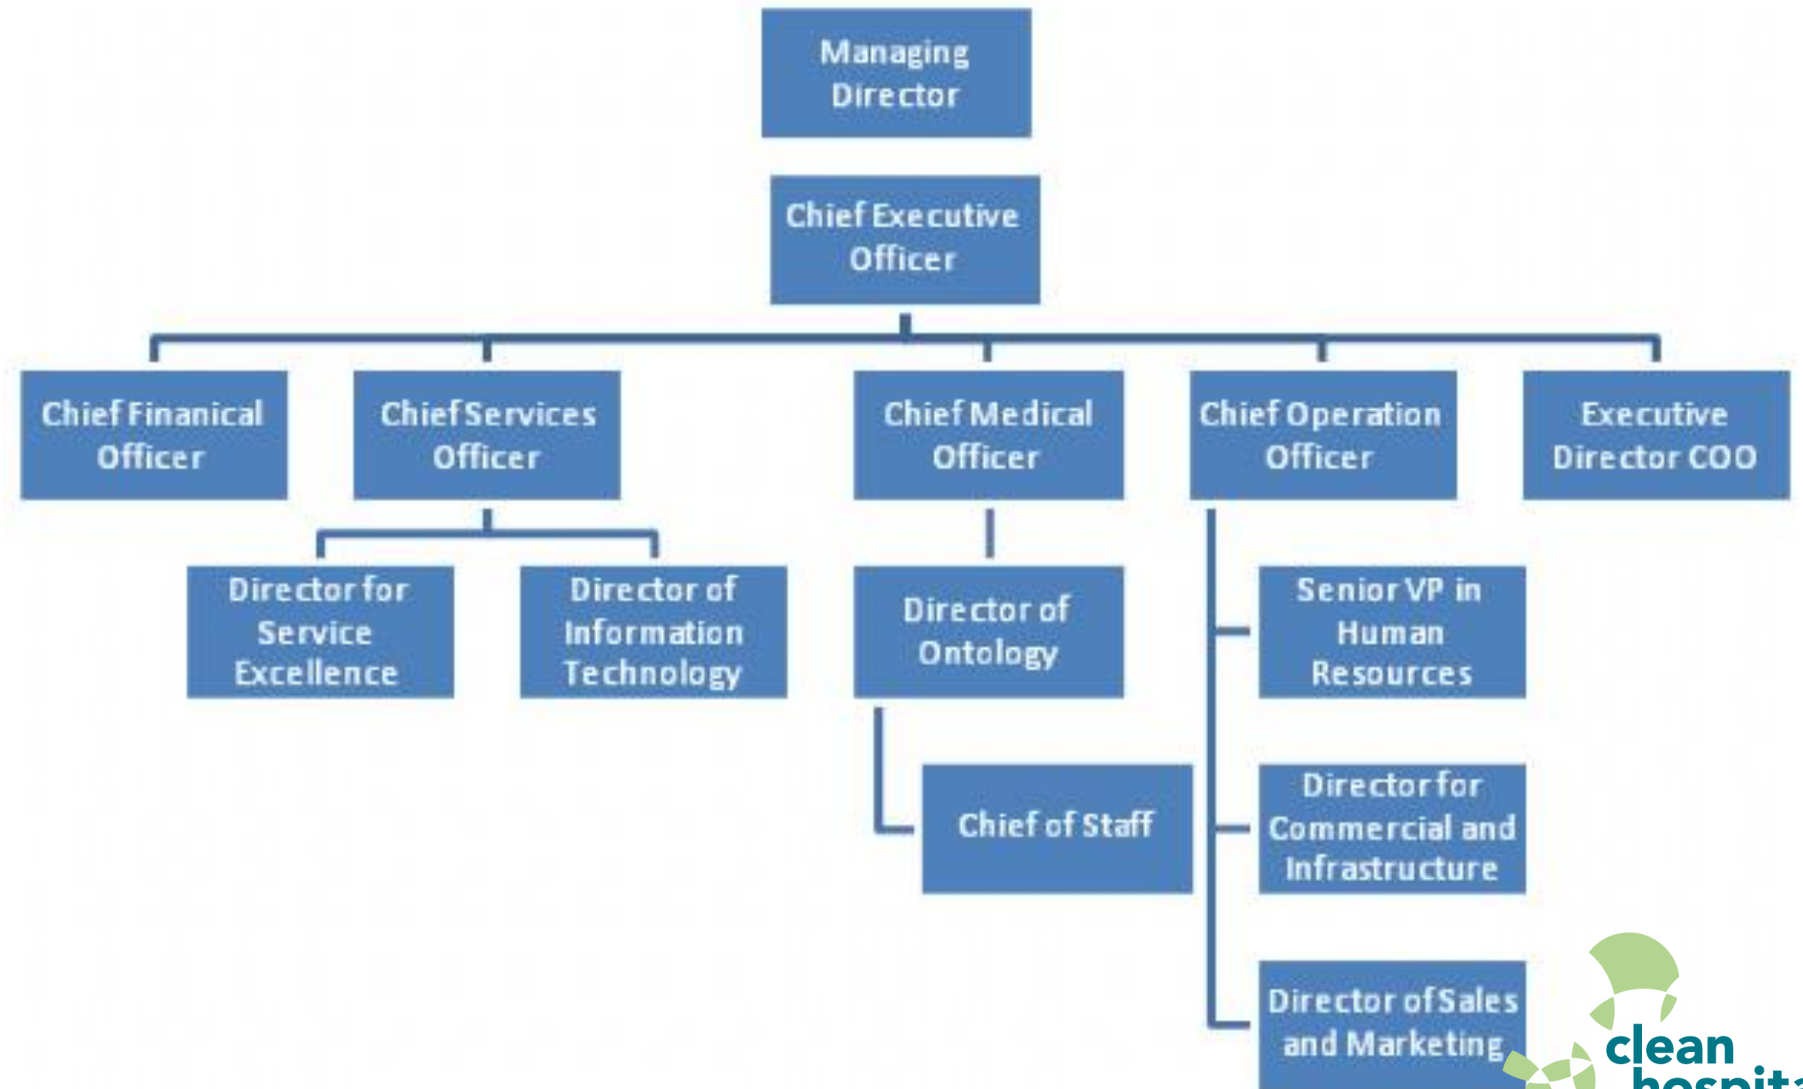 Managing
Director
Chief Executive
Officer
Chief Finanical
Officer
Chief Services
Officer
Chief Medical
Officer
Chief Operation
Officer
Executive
Director COO
Director for
Service
Excellence
Director of
Information
Technology
Director of
Ontology
Senior VP in
Human
Resources
Chief of Staff
Director for
Commercial and
Infrastructure
Director of Sales
and Marketing
clean